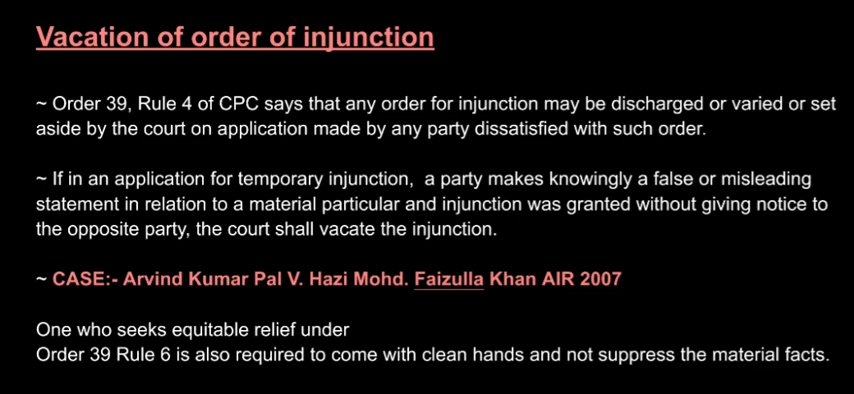 Vacation of order of injunction
~ Order 39, Rule 4 of CPC says that any order for injunction may be discharged or varied or set
aside by the court on application made by any party dissatisfied with such order.
~ If in an application for temporary injunction,  a party makes knowingly a false or misleading
statement in relation to a material particular and injunction was granted without giving notice to
the opposite party, the court shall vacate the injunction.
~ CASE:- Arvind Kumar Pal V. Hazi Mohd. Faizulla Khan AIR 2007
One who seeks equitable relief under
Order 39 Rule 6 is also required to come with clean hands and not suppress the material facts.